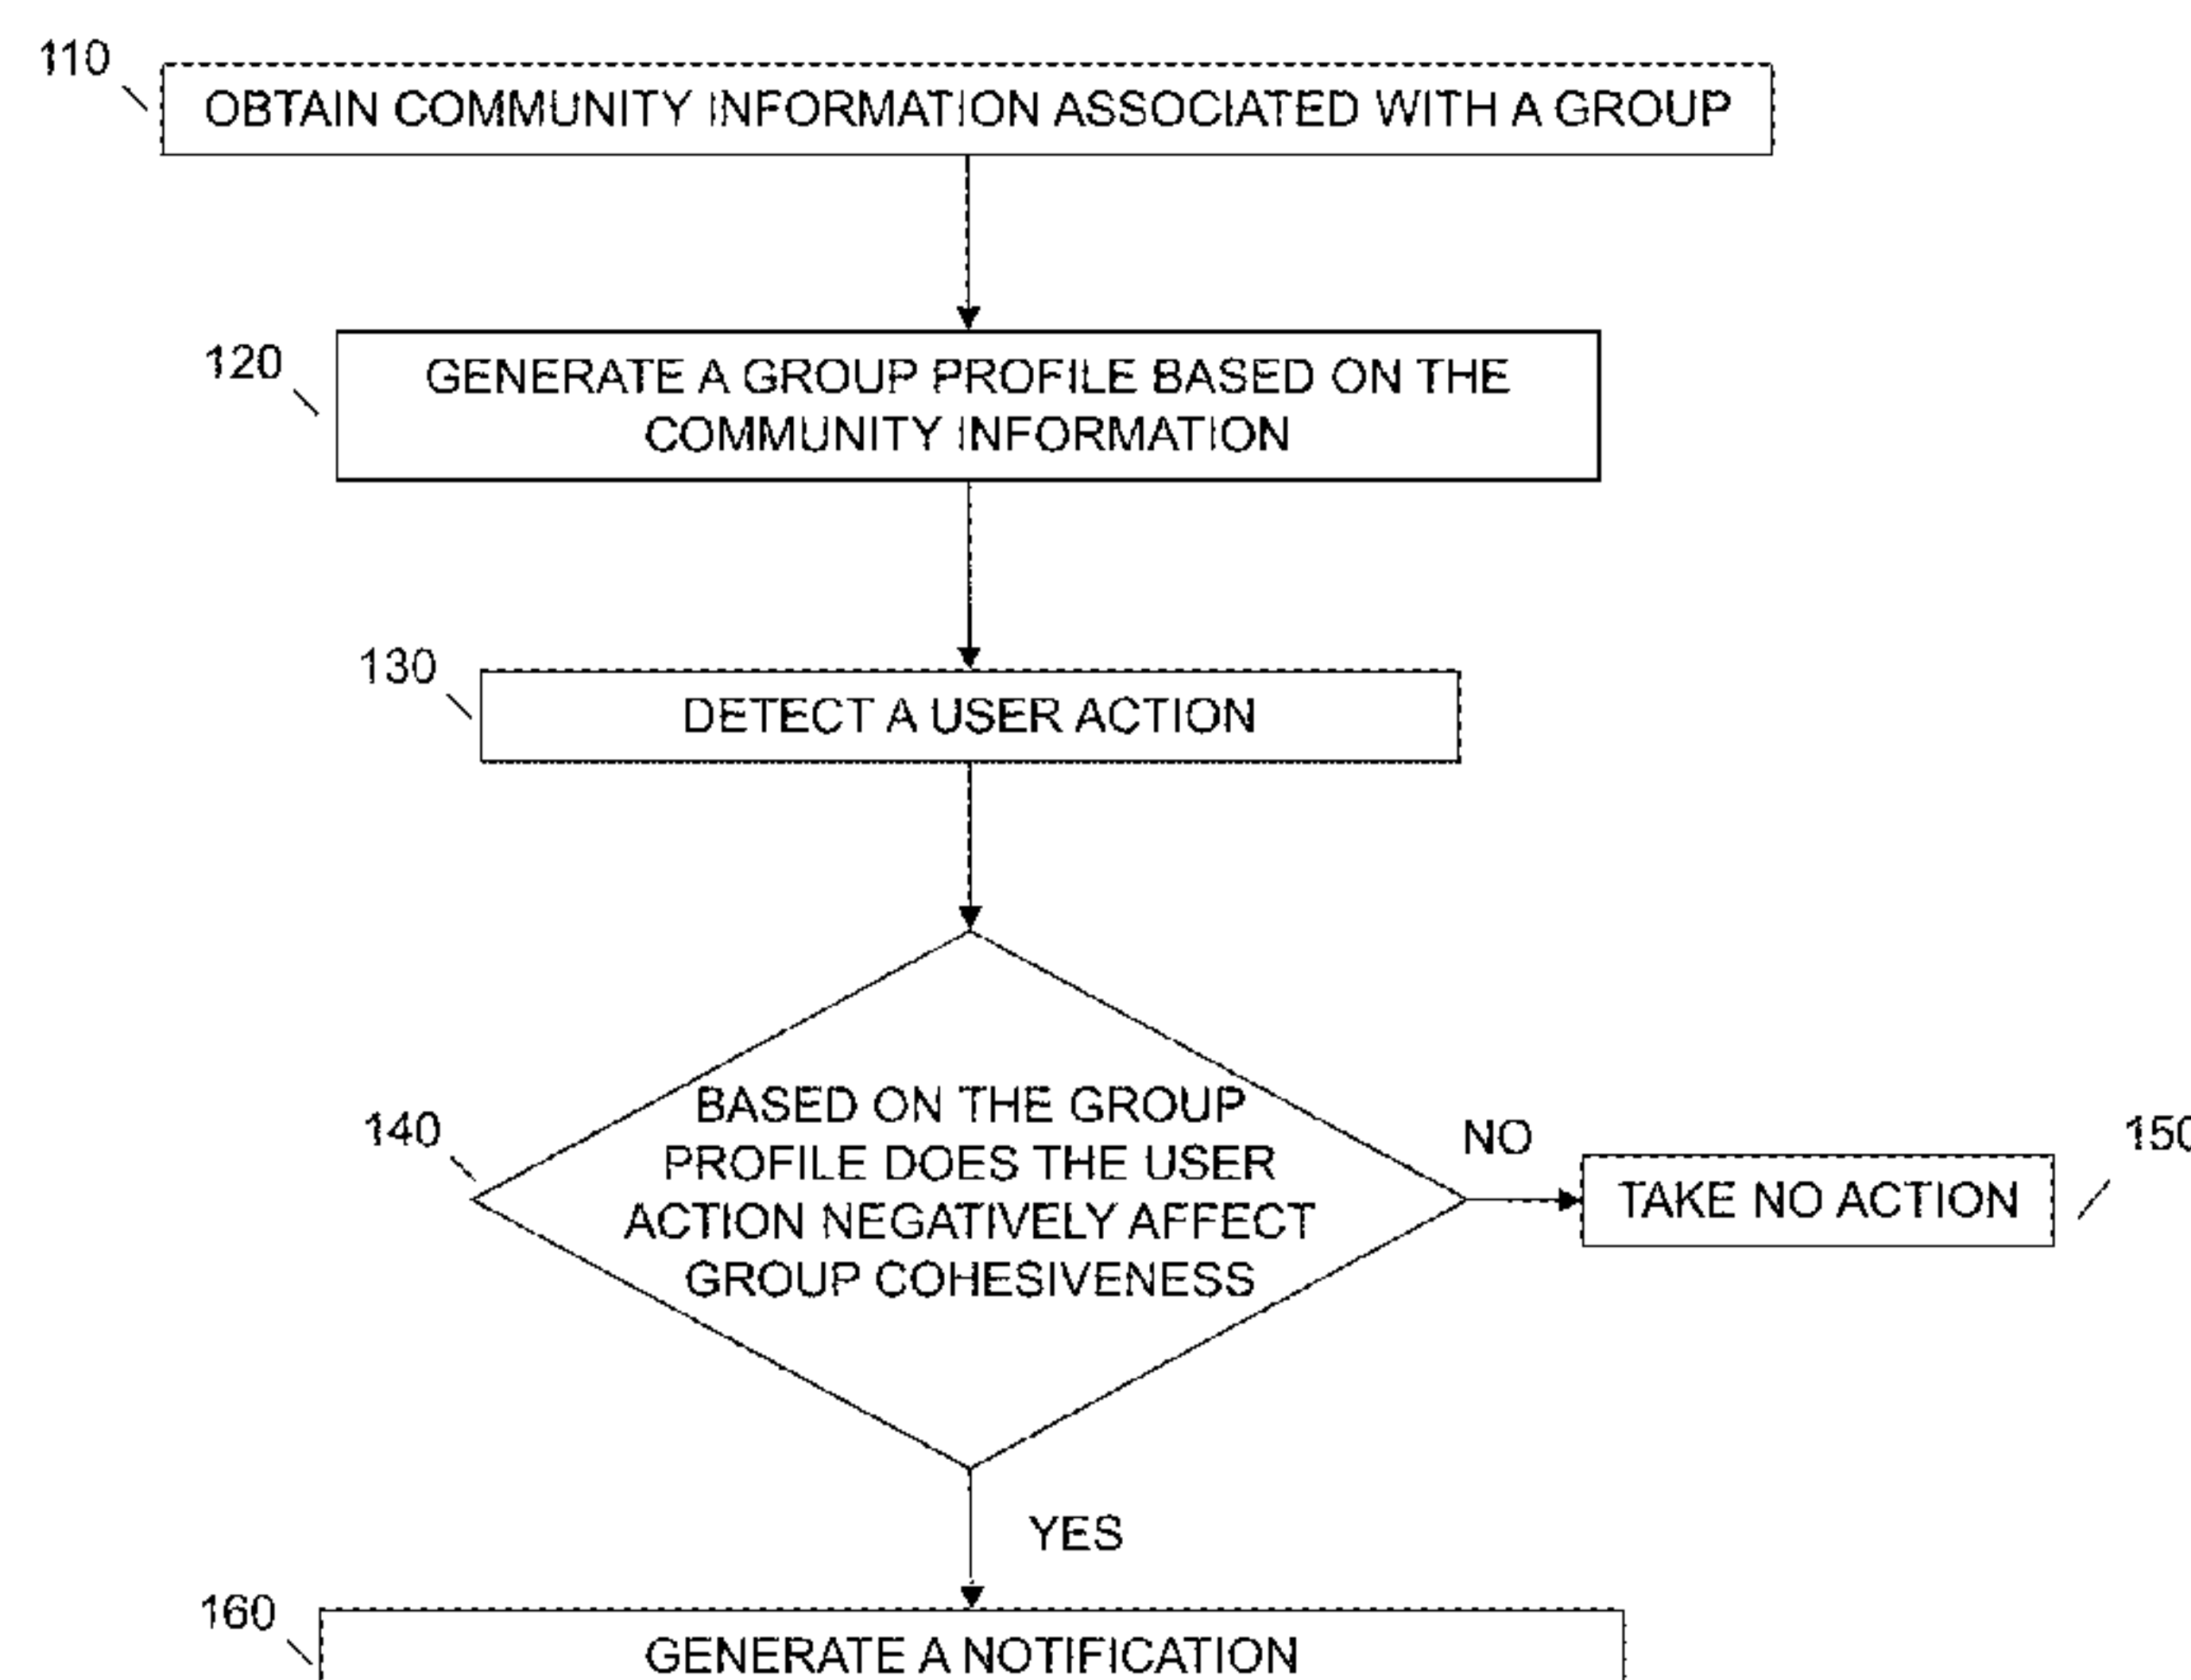 110
OBTAIN COMMUNITY INFORMATION ASSOCIATED WITH A GROUP
120
GENERATE A GROUP PROFILE BASED ON THE
COMMUNITY INFORMATION
130
DETECT A USER ACTION
140
BASED ON THE GROUP
PROFILE DOES THE USER
ACTION NEGATIVELY AFFECT
GROUP COHESIVENESS
NO
150
TAKE NO ACTION
YES
160
GENERATE A NOTIFICATION